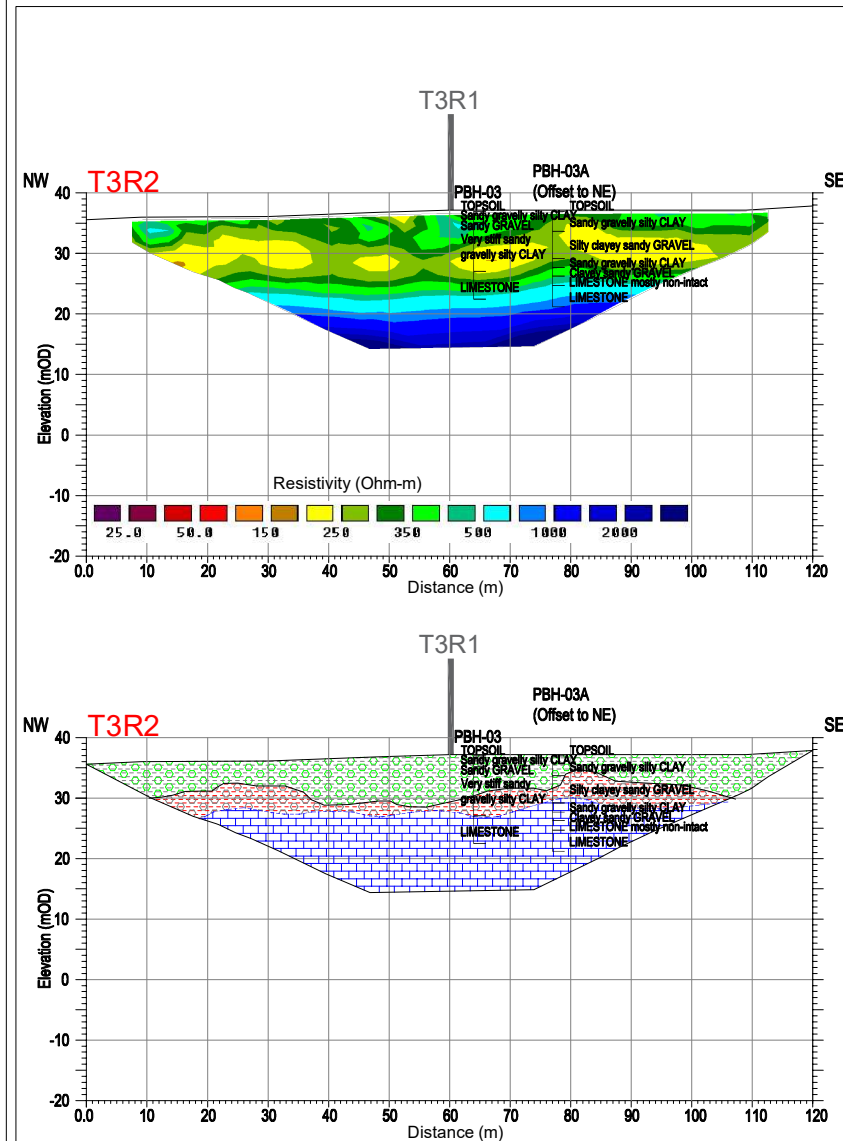 T3R1
PBH-03A
(Offset to NE)
NW
T3R2
PBH-03
SE
TOPSOIL
TOPSOIL
Sandy gravelly silty CLAY
Sandy gravelly silty CLAY
Sandy GRAVEL
Very stiff sandy
gravelly silty CLAY
Silty clayey sandy GRAVEL
Sandy gravelly silty CLAY
Clayey sandy GRAVEL
LIMESTONE mostly non-intact
LIMESTONE
LIMESTONE
40
30
20
10
0
-10
-20
Elevation (mOD)
Resistivity (Ohm-m)
25.0 50.0 150 250 350 500 1000 2000
0.0 10 20 30 40 50 60 70 80 90 100 110 120
Distance (m)
T3R1
PBH-03A
(Offset to NE)
NW
T3R2
PBH-03
SE
TOPSOIL
TOPSOIL
Sandy gravelly silty CLAY
Sandy gravelly silty CLAY
Sandy GRAVEL
Very stiff sandy
gravelly silty CLAY
Silty clayey sandy GRAVEL
Sandy gravelly silty CLAY
Clayey sandy GRAVEL
LIMESTONE mostly non-intact
LIMESTONE
LIMESTONE
40
30
20
10
0
-10
-20
Elevation (mOD)
0.0 10 20 30 40 50 60 70 80 90 100 110 120
Distance (m)